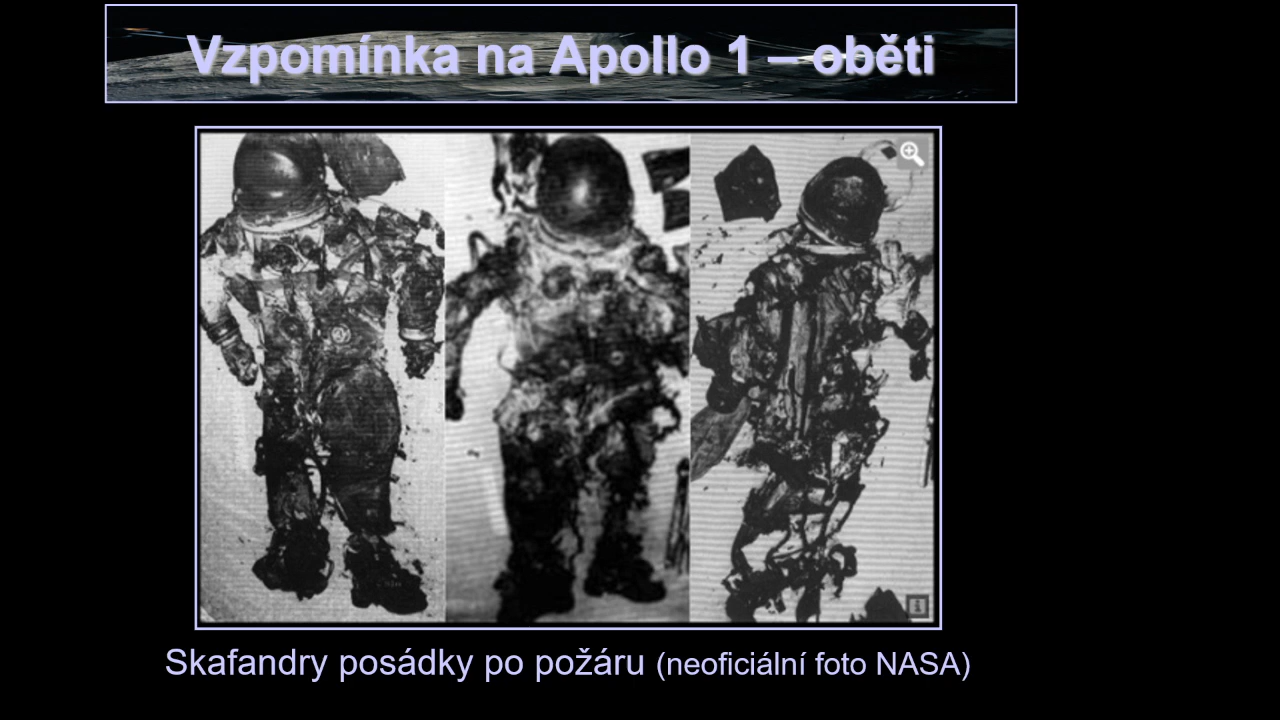 Vzpomínka na Apollo 1 – oběti
Skafandry posádky po požáru (neoficiální foto NASA)